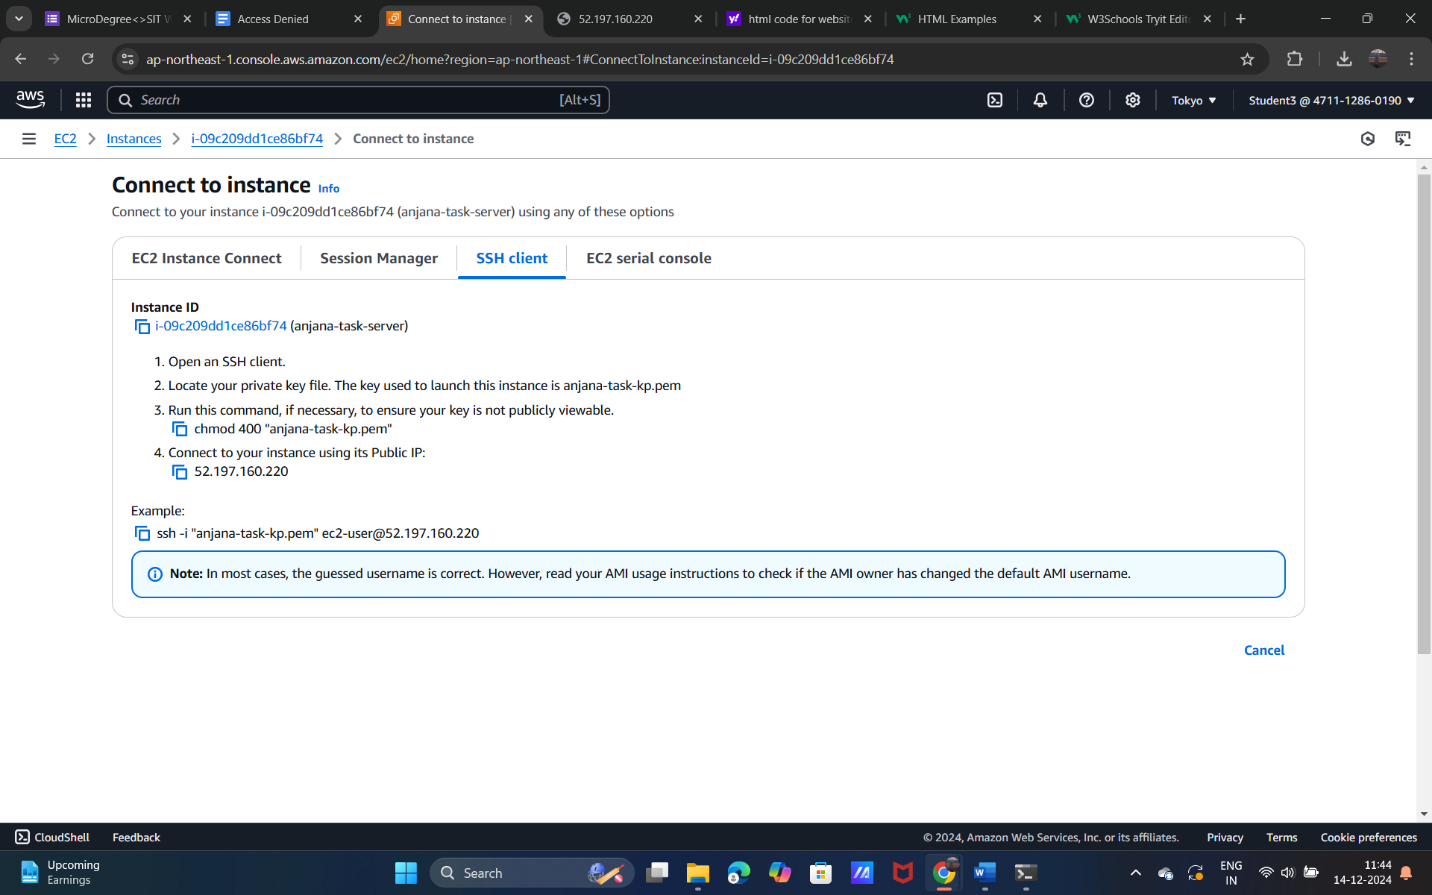 MicroDegree<>SIT W
Access Denied
Connect to instance |
52.197.160.220
html code for websit
HTML Examples
W3Schools Tryit Edit
ap-northeast-1.console.aws.amazon.com/ec2/home?region=ap-northeast-1#ConnectToInstance:instanceId=i-09c209dd1ce86bf74
aws
Search
[Alt+S]
Tokyo
Student3 @ 4711-1286-0190
EC2
Instances
i-09c209dd1ce86bf74
Connect to instance
Connect to instance Info
Connect to your instance i-09c209dd1ce86bf74 (anjana-task-server) using any of these options
EC2 Instance Connect
Session Manager
SSH client
EC2 serial console
Instance ID
i-09c209dd1ce86bf74 (anjana-task-server)
1. Open an SSH client.
2. Locate your private key file. The key used to launch this instance is anjana-task-kp.pem
3. Run this command, if necessary, to ensure your key is not publicly viewable.
chmod 400 "anjana-task-kp.pem"
4. Connect to your instance using its Public IP:
52.197.160.220
Example:
ssh -i "anjana-task-kp.pem" ec2-user@52.197.160.220
Note: In most cases, the guessed username is correct. However, read your AMI usage instructions to check if the AMI owner has changed the default AMI username.
Cancel
CloudShell
Feedback
© 2024, Amazon Web Services, Inc. or its affiliates.
Privacy
Terms
Cookie preferences
Upcoming
Earnings
Search
ENG
IN
11:44
14-12-2024